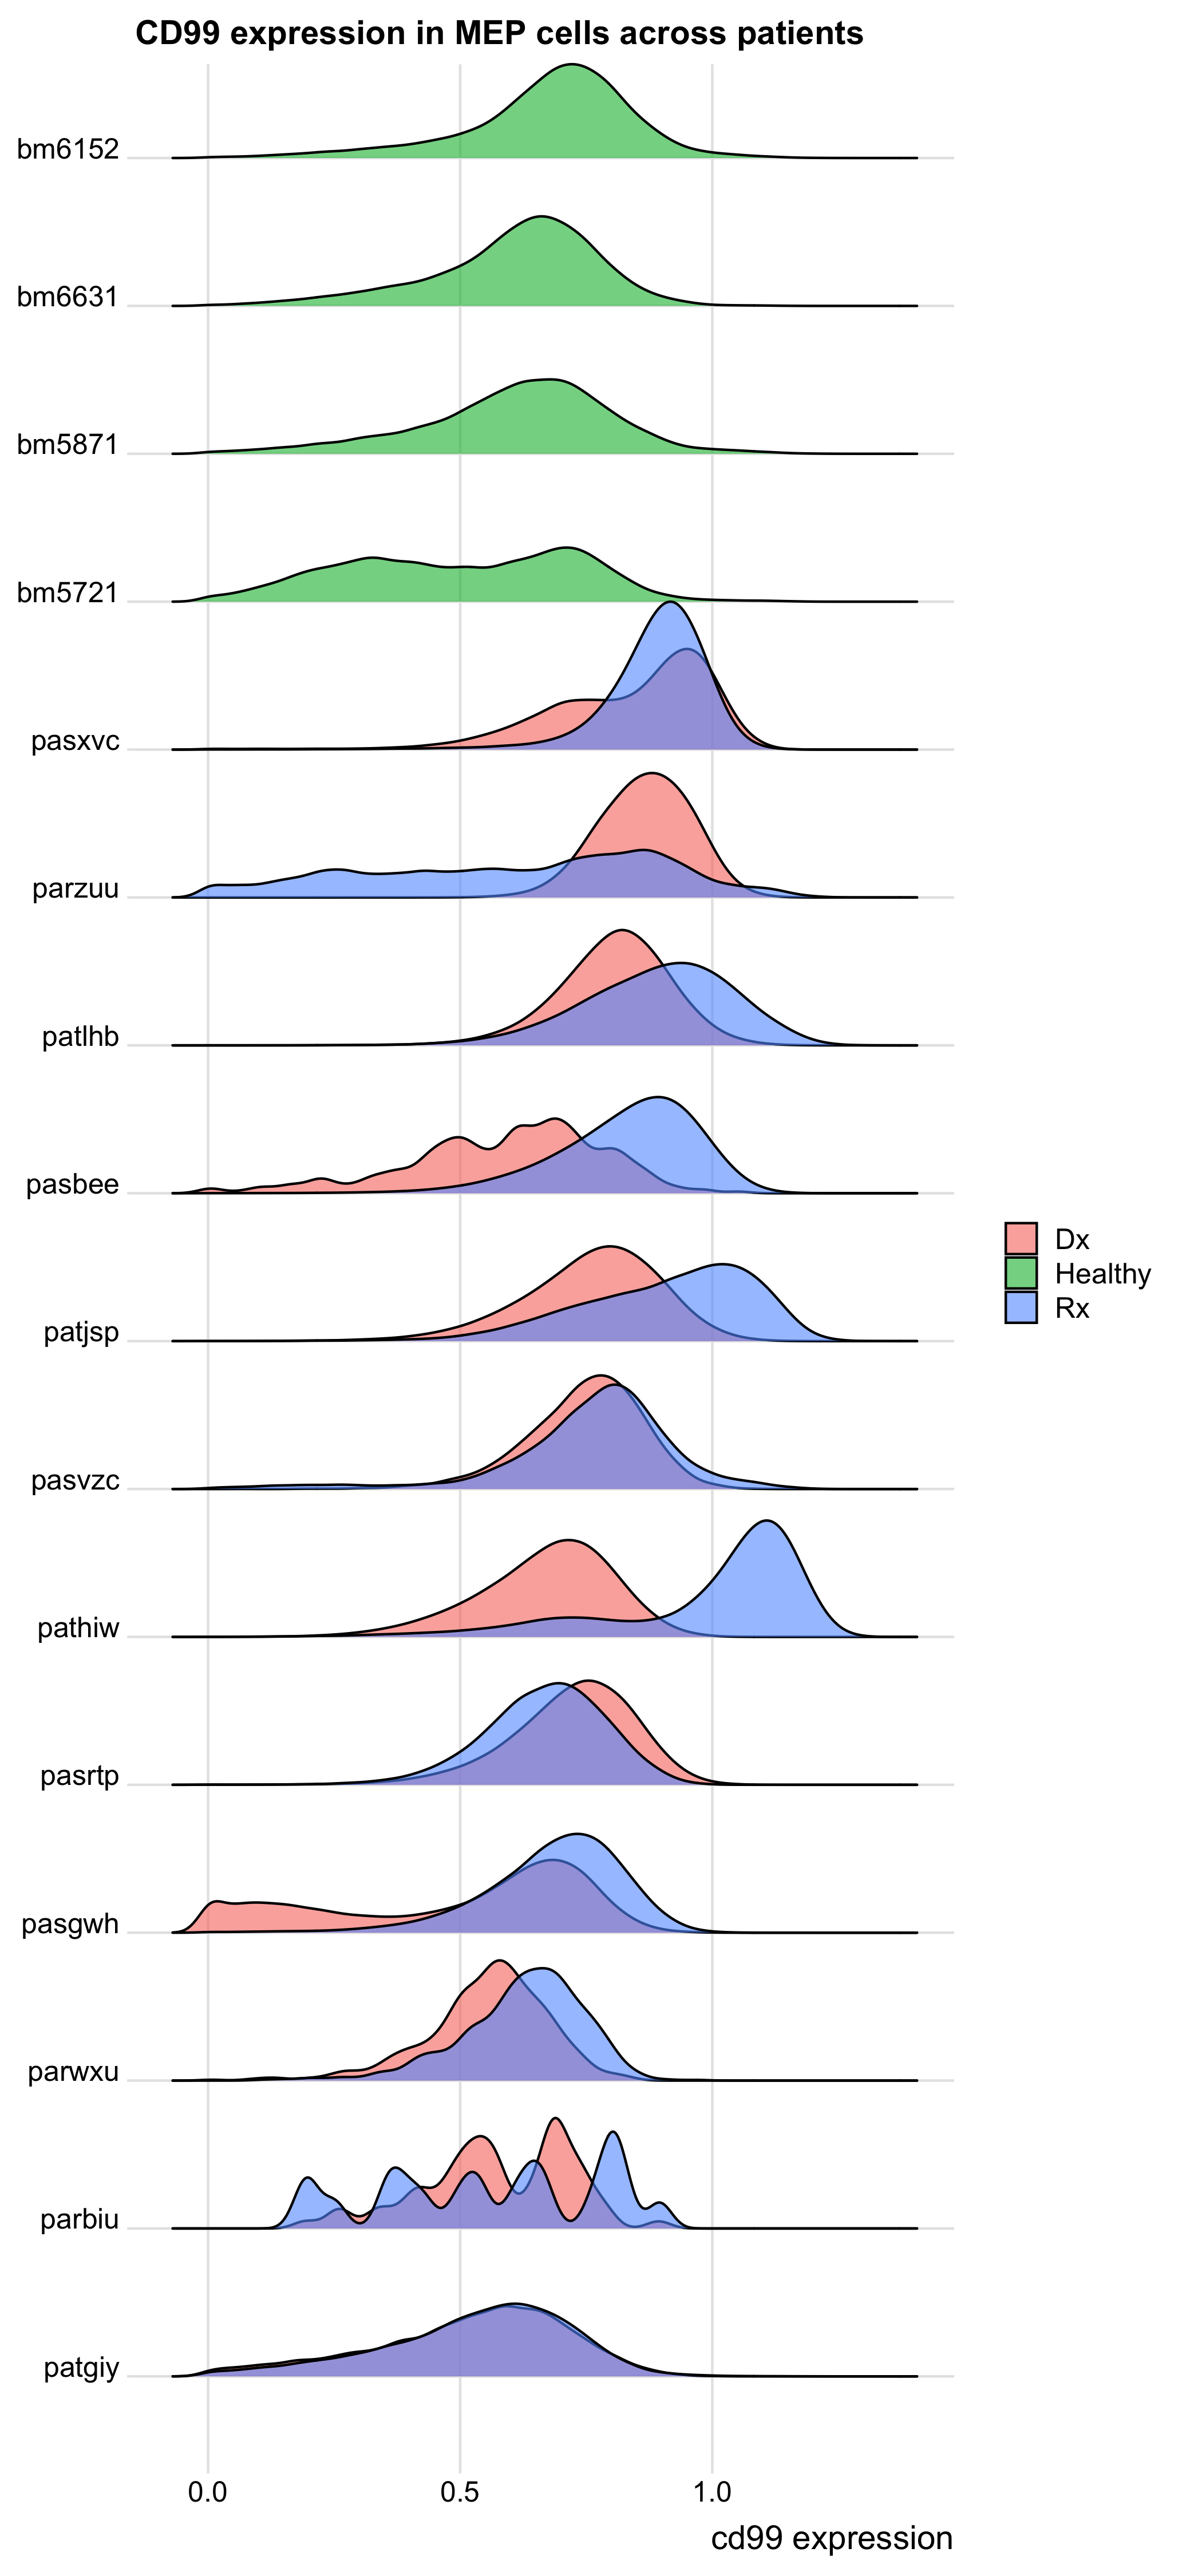 CD99 expression in MEP cells across patients
bm6152
bm6631
bm5871
bm5721
pasxvc
parzuu
patlhb
pasbee
patjsp
pasvzc
pathiw
pasrtp
pasgwh
parwxu
parbiu
patgiy
0.0 0.5 1.0
cd99 expression
Dx
Healthy
Rx